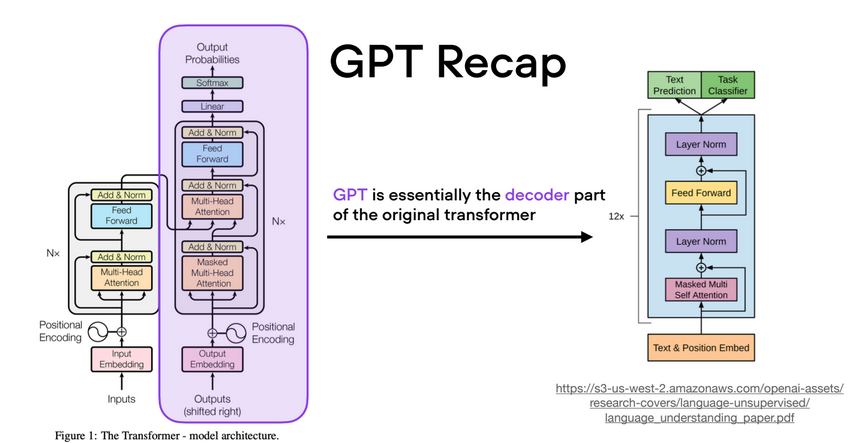 GPT Recap
Output
Probabilities
Softmax
Linear
Add & Norm
Feed
Forward
Add & Norm
Multi-Head
Attention
Add & Norm
Masked
Multi-Head
Attention
N×
Positional
Encoding
Output
Embedding
Outputs
(shifted right)
Add & Norm
Feed
Forward
N×
Add & Norm
Multi-Head
Attention
Positional
Encoding
Input
Embedding
Inputs
Figure 1: The Transformer - model architecture.
GPT is essentially the decoder part
of the original transformer
Text
Prediction
Task
Classifier
Layer Norm
Feed Forward
12x
Layer Norm
Masked Multi
Self Attention
Text & Position Embed
https://s3-us-west-2.amazonaws.com/openai-assets/
research-covers/language-unsupervised/
language_understanding_paper.pdf